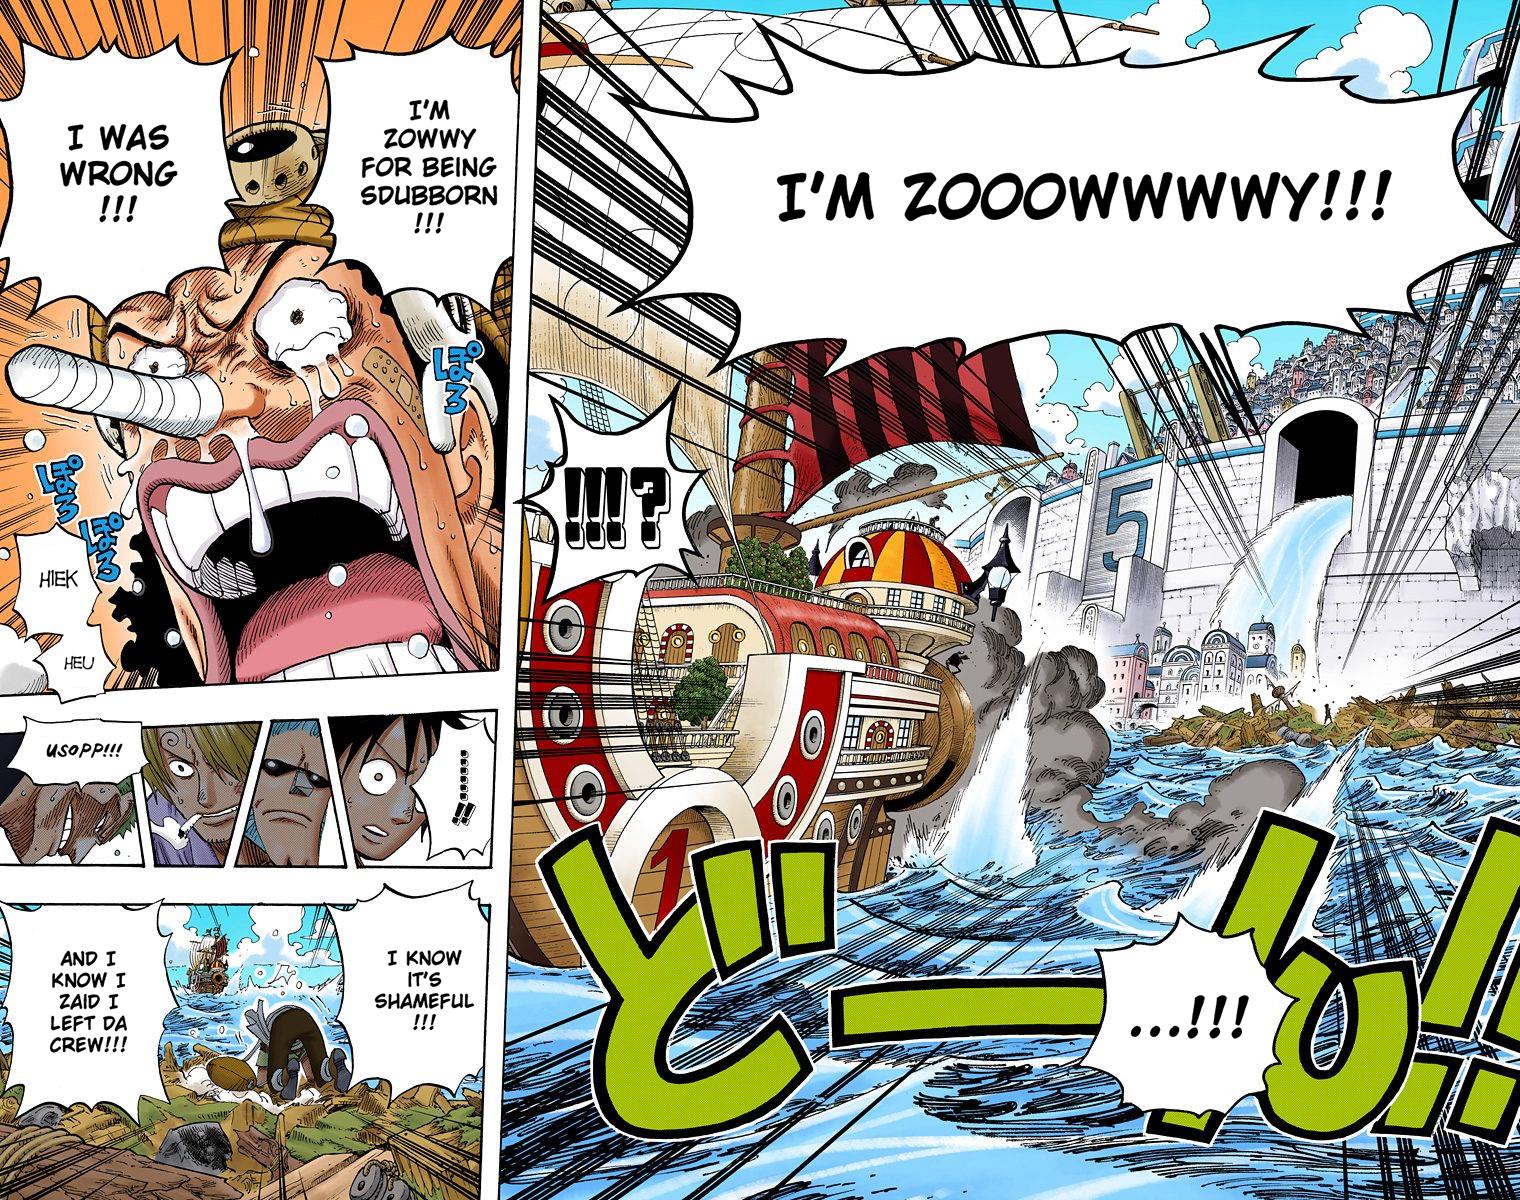 I'M ZOOOWWWWY!!!
!!!?
5
1
どーん!!
...!!!
I'M
ZOWWY
FOR BEING
SDUBBORN
!!!
I WAS
WRONG
!!!
ぽろ
ぽろ
ぽろ
HIEK
HEU
......!!
USOPP!!!
I KNOW
IT'S
SHAMEFUL
!!!
AND I
KNOW I
ZAID I
LEFT DA
CREW!!!